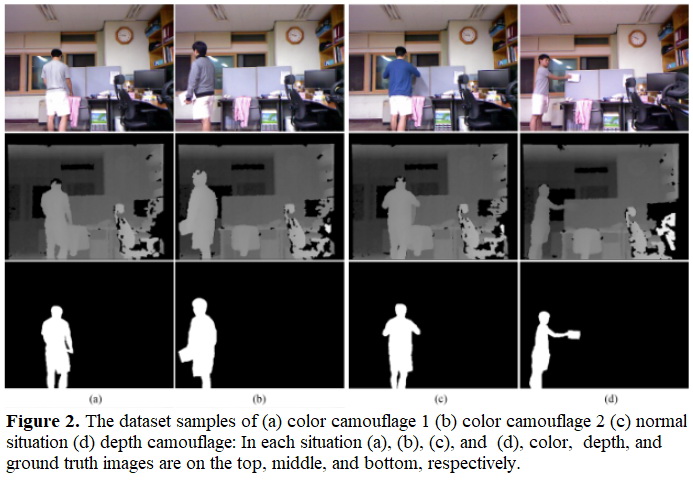 (a) (b) (c) (d)
Figure 2. The dataset samples of (a) color camouflage 1 (b) color camouflage 2 (c) normal
situation (d) depth camouflage: In each situation (a), (b), (c), and (d), color, depth, and
ground truth images are on the top, middle, and bottom, respectively.